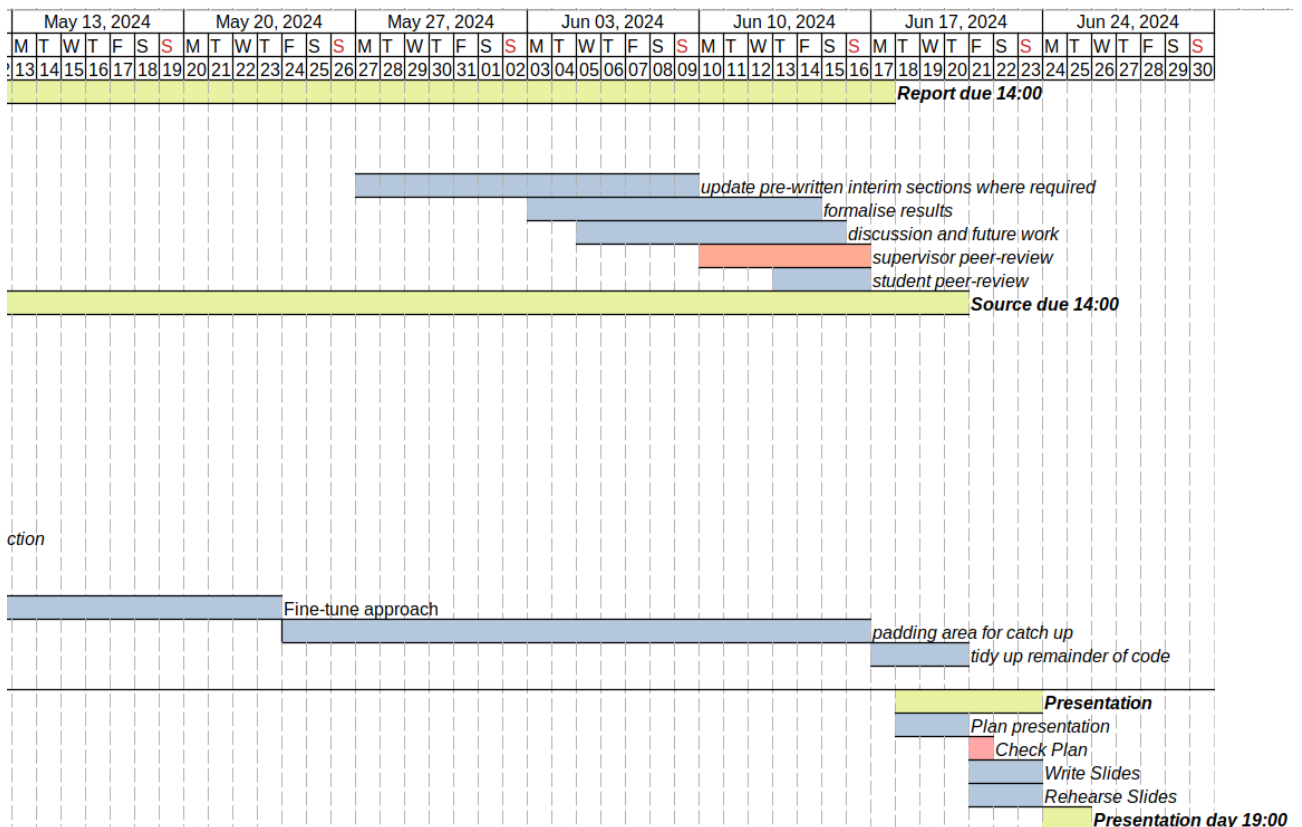 May 13, 2024 May 20, 2024 May 27, 2024 Jun 03, 2024 Jun 10, 2024 Jun 17, 2024 Jun 24, 2024
M T W T F S S M T W T F S S M T W T F S S M T W T F S S M T W T F S S M T W T F S S M T W T F S S
13 14 15 16 17 18 19 20 21 22 23 24 25 26 27 28 29 30 31 01 02 03 04 05 06 07 08 09 10 11 12 13 14 15 16 17 18 19 20 21 22 23 24 25 26 27 28 29 30
Report due 14:00
update pre-written interim sections where required
formalise results
discussion and future work
supervisor peer-review
student peer-review
Source due 14:00
ction
Fine-tune approach
padding area for catch up
tidy up remainder of code
Presentation
Plan presentation
Check Plan
Write Slides
Rehearse Slides
Presentation day 19:00